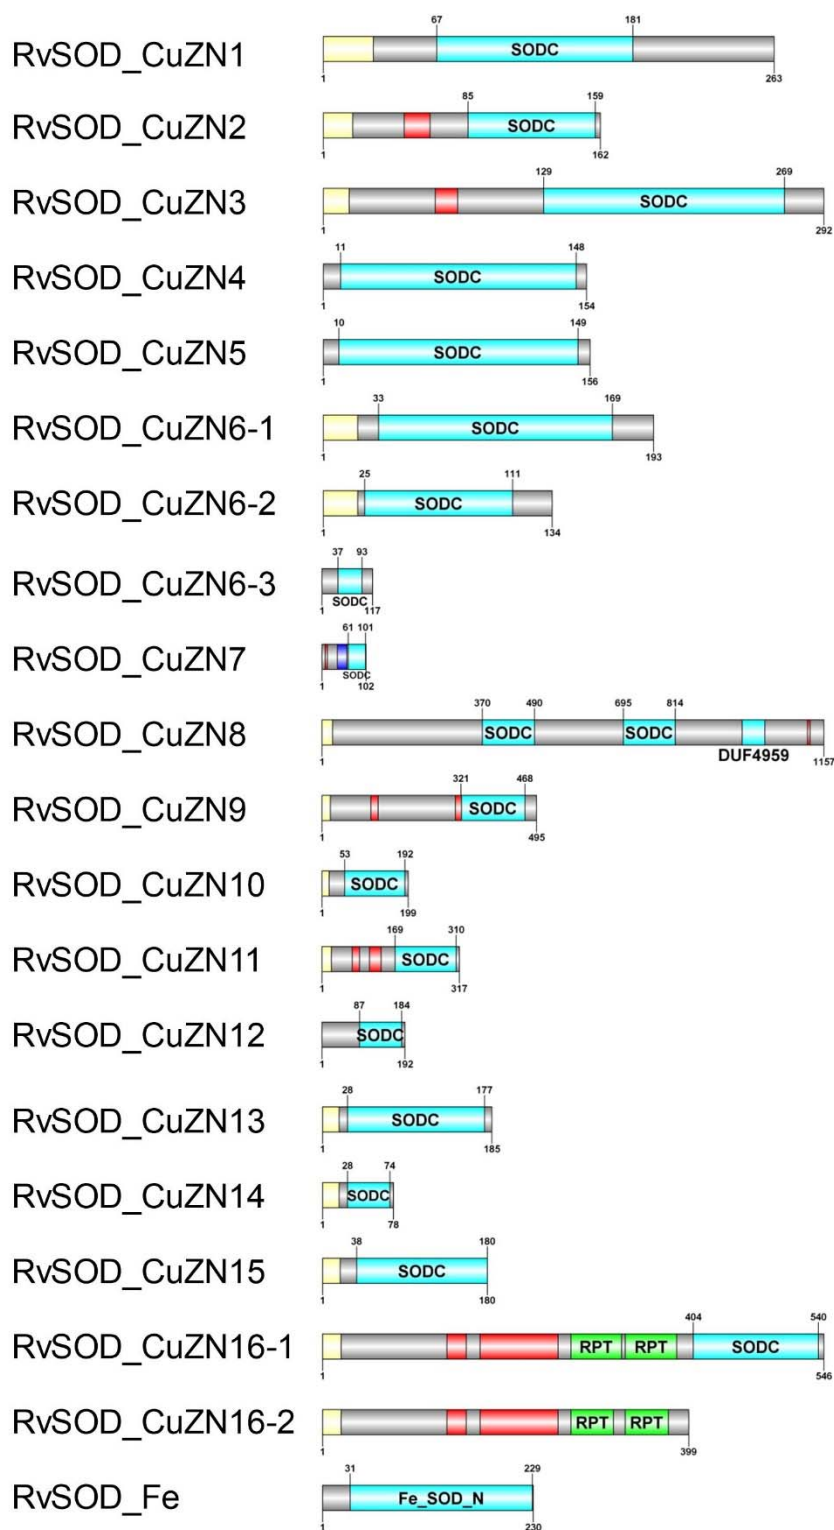 67 181
RvSOD_CuZN1 SODC
1 263
85 159
RvSOD_CuZN2 SODC
1 162
129 269
RvSOD_CuZN3 SODC
1 292
11 148
RvSOD_CuZN4 SODC
1 154
10 149
RvSOD_CuZN5 SODC
1 156
33 169
RvSOD_CuZN6-1 SODC
1 193
25 111
RvSOD_CuZN6-2 SODC
1 134
37 93
RvSOD_CuZN6-3
SODC
1 117
61 101
RvSOD_CuZN7
SODC
1 102
370 490 695 814
RvSOD_CuZN8 SODC SODC
DUF4959
1 1157
321 468
RvSOD_CuZN9 SODC
1 495
53 192
RvSOD_CuZN10 SODC
1 199
169 310
RvSOD_CuZN11 SODC
1 317
87 184
RvSOD_CuZN12 SODC
1 192
28 177
RvSOD_CuZN13 SODC
1 185
28 74
RvSOD_CuZN14 SODC
1 78
38 180
RvSOD_CuZN15 SODC
1 180
404 540
RvSOD_CuZN16-1 RPT RPT SODC
1 546
RvSOD_CuZN16-2 RPT RPT
1 399
31 229
RvSOD_Fe Fe_SOD_N
1 230